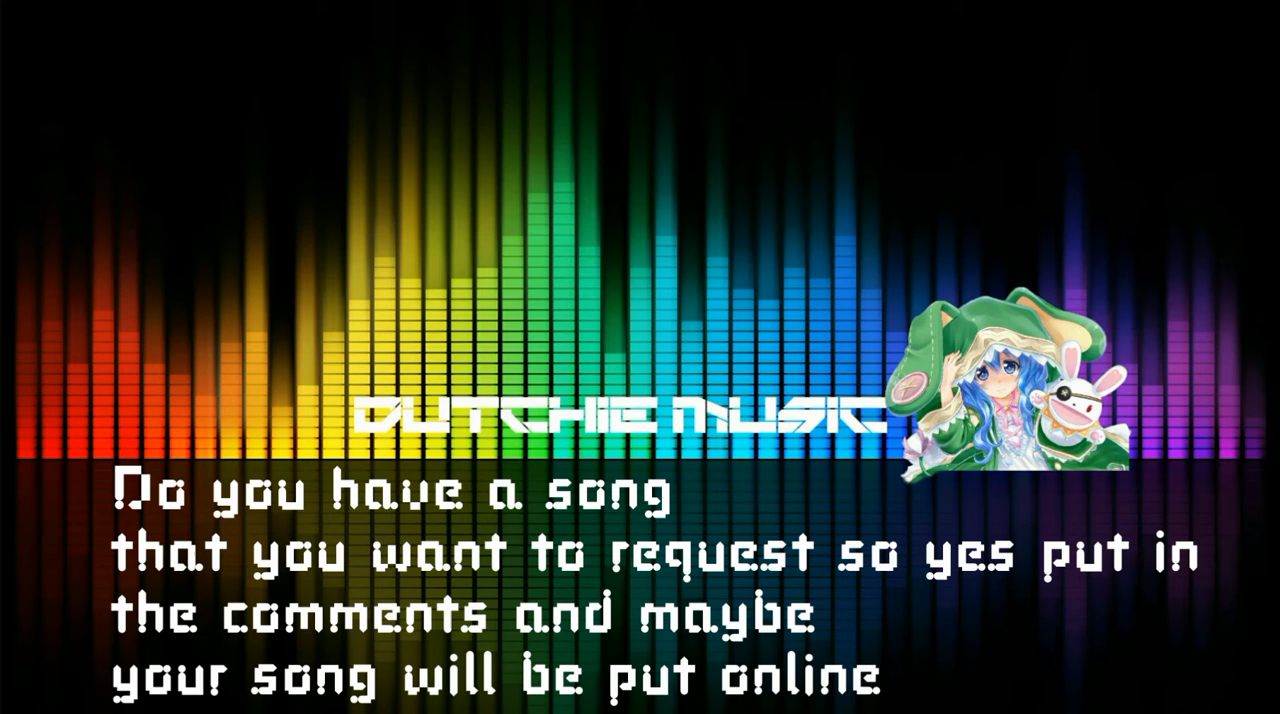 DUTCHIE MUSIC
Do you have a song
that you want to request so yes put in
the comments and maybe
your song will be put online